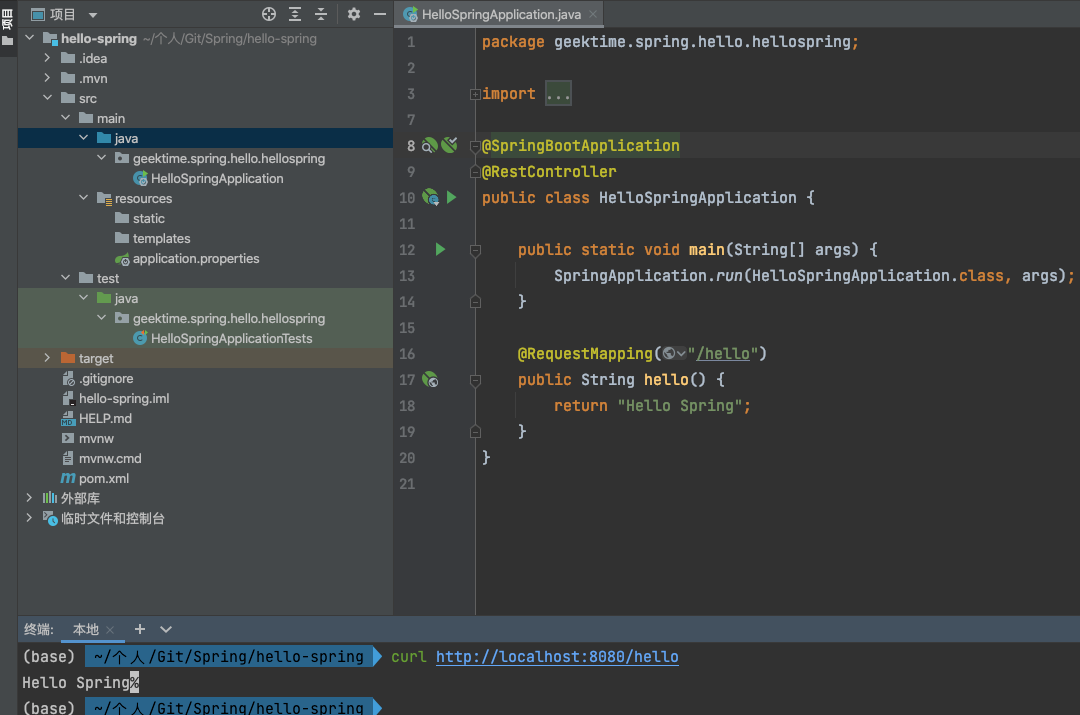 项目
项目
hello-spring ~/个人/Git/Spring/hello-spring
.idea
.mvn
src
main
java
geektime.spring.hello.hellospring
HelloSpringApplication
resources
static
templates
application.properties
test
java
geektime.spring.hello.hellospring
HelloSpringApplicationTests
target
.gitignore
hello-spring.iml
HELP.md
mvnw
mvnw.cmd
pom.xml
外部库
临时文件和控制台
HelloSpringApplication.java
1 package geektime.spring.hello.hellospring;
2
3 import ...
7
8 @SpringBootApplication
9 @RestController
10 public class HelloSpringApplication {
11
12 public static void main(String[] args) {
13 SpringApplication.run(HelloSpringApplication.class, args);
14 }
15
16 @RequestMapping("/hello")
17 public String hello() {
18 return "Hello Spring";
19 }
20 }
21
终端: 本地
(base) ~/个人/Git/Spring/hello-spring curl http://localhost:8080/hello
Hello Spring%
(base) ~/个人/Git/Spring/hello-spring